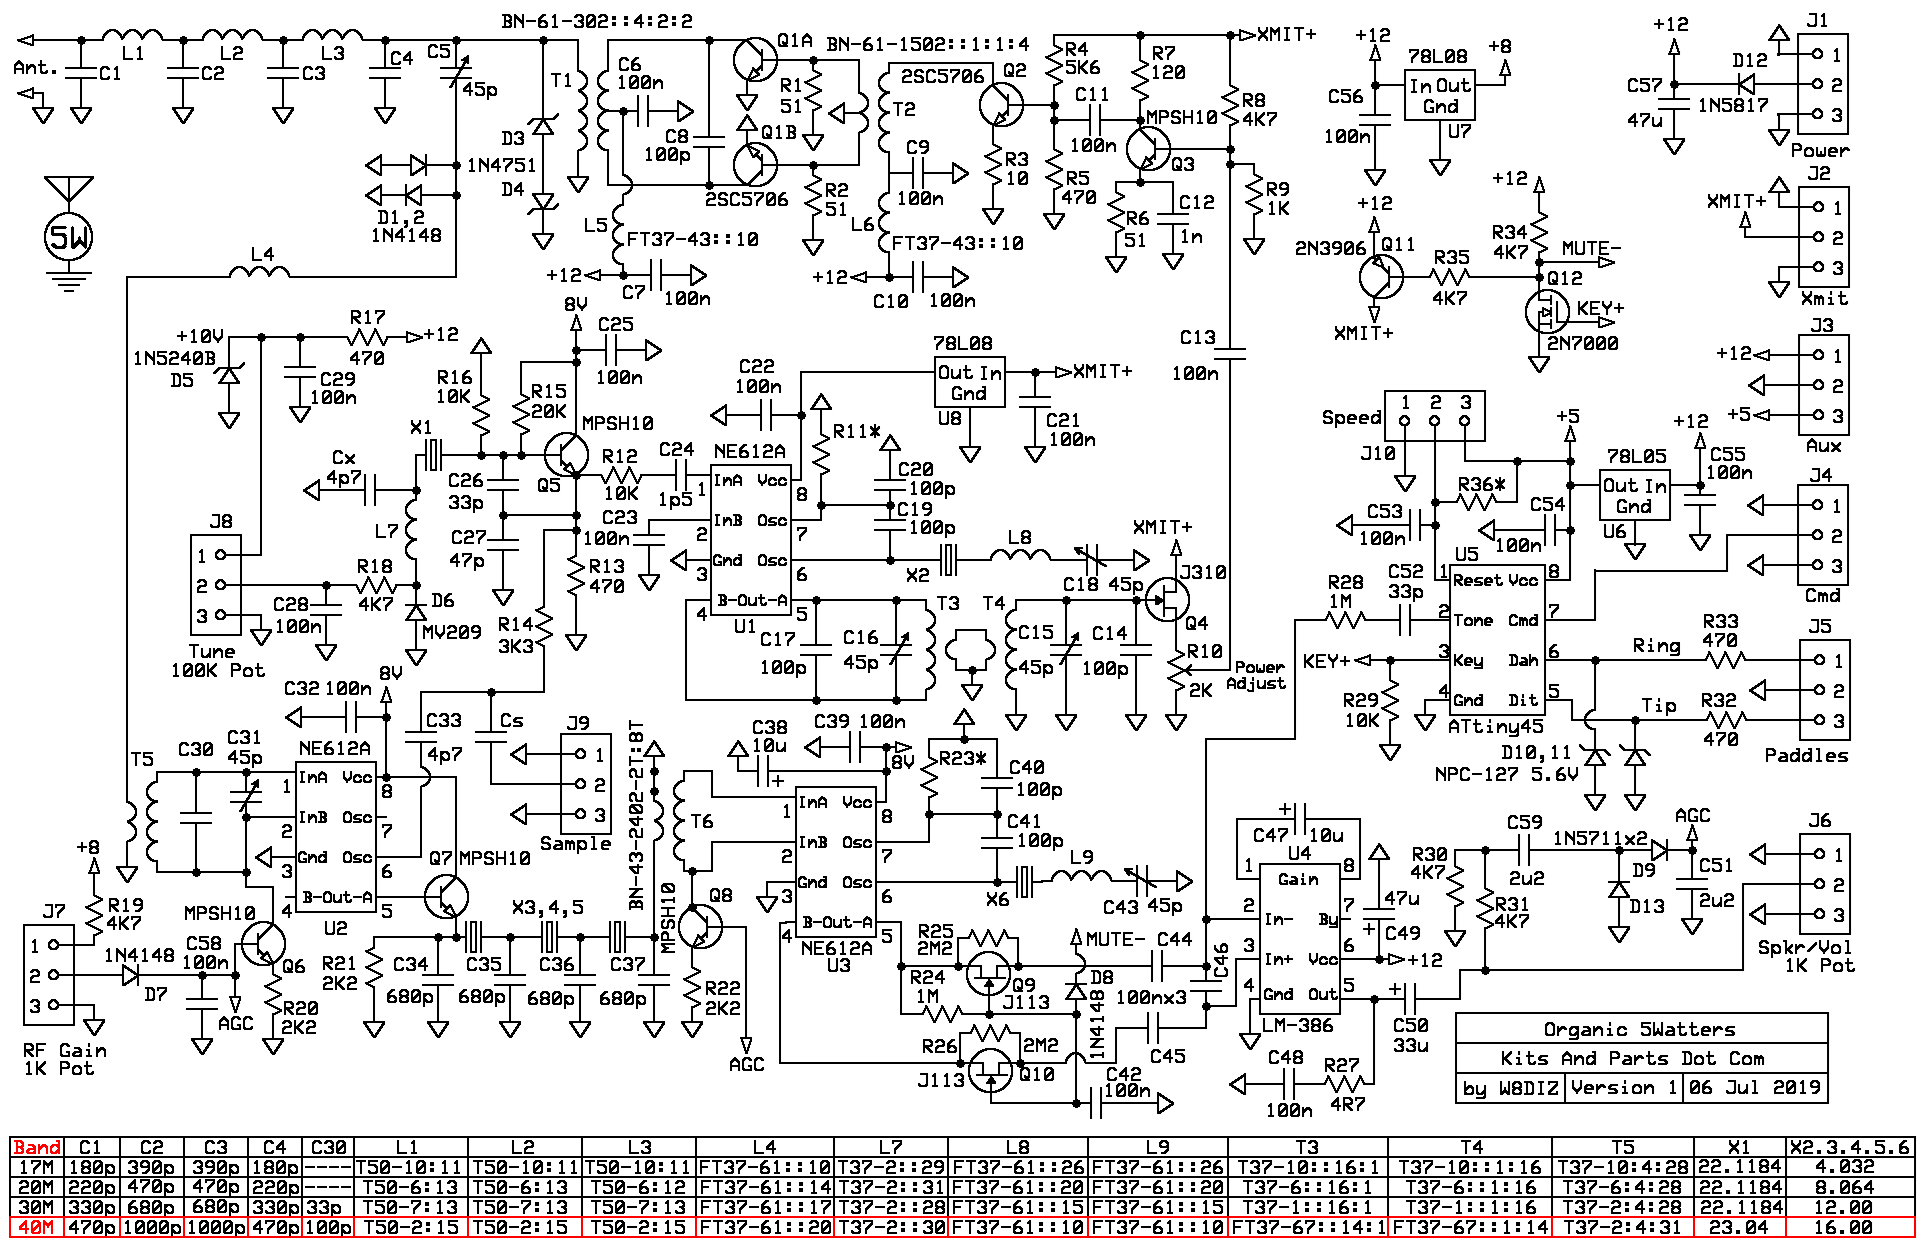 BN-61-302::4:2:2
L1
L2
L3
C4
C5
45p
Ant.
C1
C2
C3
T1
C6
100n
Q1A
BN-61-1502::1:1:4
2SC5706
R1
51
T2
Q2
R4
5K6
R7
120
XMIT+
D3
1N4751
D4
C8
100p
Q1B
2SC5706
R2
51
C9
100n
R3
10
C11
100n
MPSH10
Q3
R8
4K7
R5
470
R6
51
C12
1n
R9
1K
D1,2
1N4148
5W
L4
L5
FT37-43::10
+12
C7
100n
L6
FT37-43::10
+12
C10
100n
+12
78L08
+8
In Out
Gnd
U7
C56
100n
+12
D12
1N5817
C57
47u
J1
1
2
3
Power
J2
XMIT+
1
2
3
Xmit
+12
2N3906
Q11
XMIT+
R35
4K7
+12
R34
4K7
MUTE-
Q12
KEY+
2N7000
J3
+12
+5
1
2
3
Aux
+10V
R17
470
+12
1N5240B
D5
C29
100n
8V
C25
100n
R16
10K
R15
20K
MPSH10
Q5
X1
Cx
4p7
L7
C26
33p
C27
47p
R12
10K
C24
1p5
C23
100n
R13
470
R14
3K3
J8
1
2
3
Tune
100K Pot
C28
100n
R18
4K7
D6
MV209
C22
100n
NE612A
InA Vcc
InB Osc
Gnd Osc
B-Out-A
1
2
3
4
8
7
6
5
U1
R11*
C20
100p
C19
100p
78L08
Out In
Gnd
U8
XMIT+
C21
100n
C13
100n
X2
L8
C18
45p
XMIT+
J310
Q4
C17
100p
C16
45p
T3
T4
C15
45p
C14
100p
R10
2K
Power
Adjust
Speed
1 2 3
J10
+5
R36*
C53
100n
C54
100n
78L05
Out In
Gnd
U6
+12
C55
100n
U5
Reset Vcc
Tone Cmd
Key Dah
Gnd Dit
1
2
3
4
8
7
6
5
ATtiny45
R28
1M
C52
33p
KEY+
R29
10K
J4
1
2
3
Cmd
Ring
R33
470
Tip
R32
470
J5
1
2
3
Paddles
D10,11
NPC-127 5.6V
C32
100n
8V
C33
4p7
Cs
J9
1
2
3
Sample
T5
C30
C31
45p
NE612A
InA Vcc
InB Osc
Gnd Osc
B-Out-A
1
2
3
4
8
7
6
5
U2
+8
R19
4K7
J7
1
2
3
RF Gain
1K Pot
1N4148
D7
MPSH10
C58
100n
Q6
AGC
R20
2K2
Q7
MPSH10
X3,4,5
R21
2K2
C34
680p
C35
680p
C36
680p
C37
680p
BN-43-2402-2T:8T
T6
MPSH10
Q8
R22
2K2
AGC
C38
10u
+
C39
100n
8V
NE612A
InA Vcc
InB Osc
Gnd Osc
B-Out-A
1
2
3
4
8
7
6
5
U3
R23*
C40
100p
C41
100p
X6
L9
C43
45p
R25
2M2
R24
1M
Q9
J113
R26
2M2
J113
Q10
MUTE-
D8
1N4148
C42
100n
C44
100nx3
C45
C46
+
C47
10u
U4
Gain
In-
By
In+
Vcc
Gnd Out
1
2
3
4
8
7
6
5
LM-386
47u
C49
+
+12
C50
33u
+
C48
100n
R27
4R7
R30
4K7
R31
4K7
C59
2u2
1N5711x2
D9
D13
AGC
C51
2u2
J6
1
2
3
Spkr/Vol
1K Pot
Organic 5Watters
Kits And Parts Dot Com
by W8DIZ Version 1 06 Jul 2019
Band C1 C2 C3 C4 C30 L1 L2 L3 L4 L7 L8 L9 T3 T4 T5 X1 X2.3.4.5.6
17M 180p 390p 390p 180p ---- T50-10:11 T50-10:11 T50-10:11 FT37-61::10 T37-2::29 FT37-61::26 FT37-61::26 T37-10::16:1 T37-10::1:16 T37-10:4:28 22.1184 4.032
20M 220p 470p 470p 220p ---- T50-6:13 T50-6:13 T50-6:12 FT37-61::14 T37-2::31 FT37-61::20 FT37-61::20 T37-6::16:1 T37-6::1:16 T37-6:4:28 22.1184 8.064
30M 330p 680p 680p 330p 33p T50-7:13 T50-7:13 T50-7:13 FT37-61::17 T37-2::28 FT37-61::15 FT37-61::15 T37-1::16:1 T37-1::1:16 T37-2:4:28 22.1184 12.00
40M 470p 1000p 1000p 470p 100p T50-2:15 T50-2:15 T50-2:15 FT37-61::20 T37-2::30 FT37-61::10 FT37-61::10 FT37-67::14:1 FT37-67::1:14 T37-2:4:31 23.04 16.00